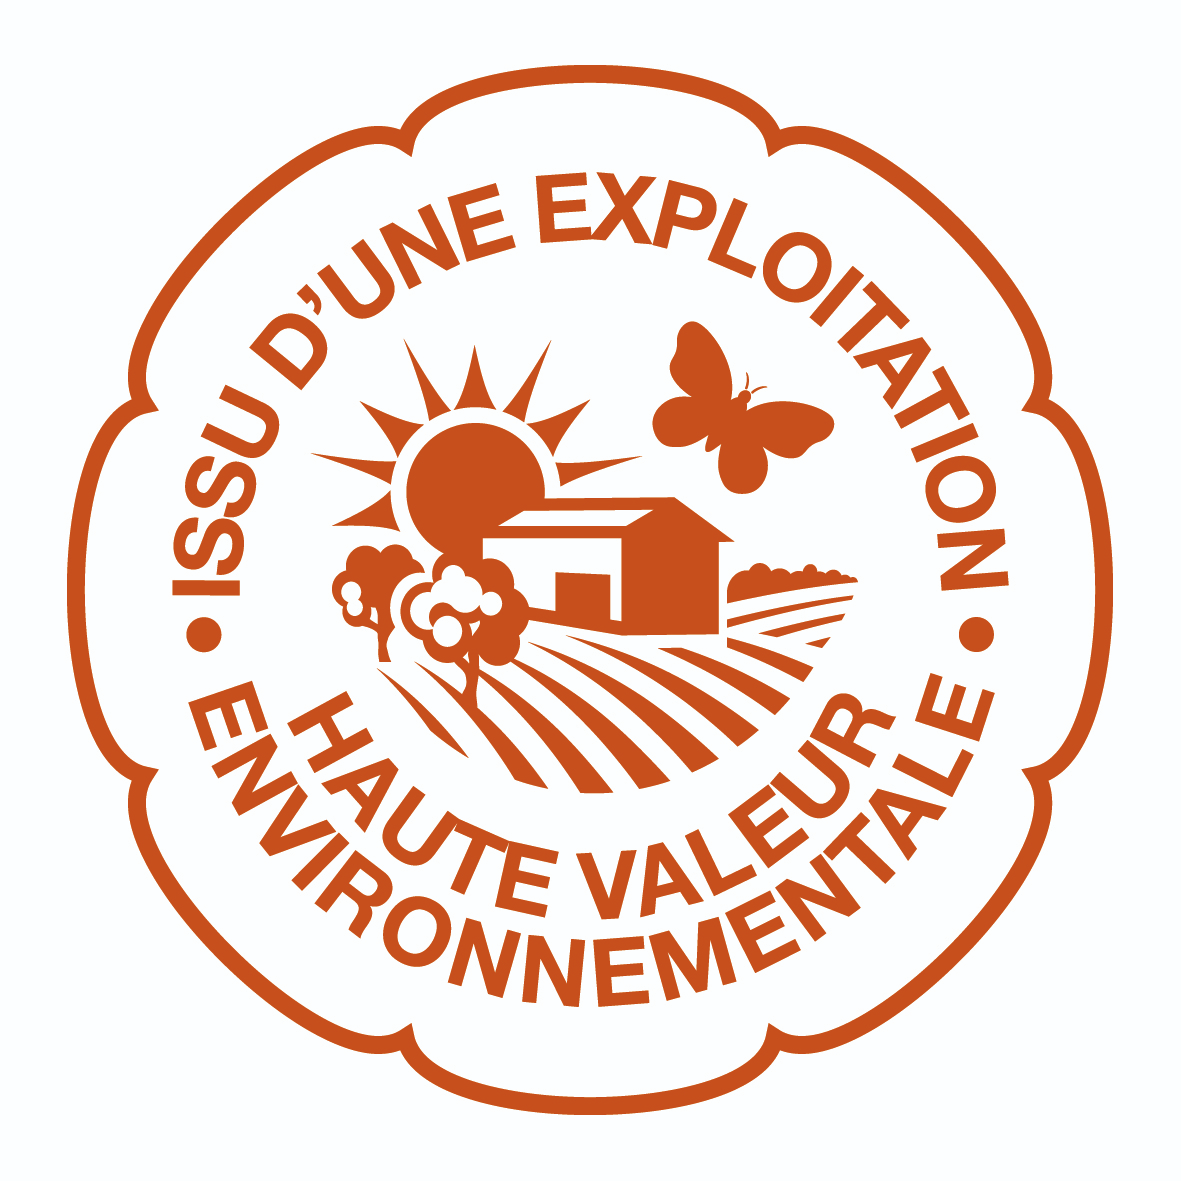 ISSU D'UNE EXPLOITATION
HAUTE VALEUR
ENVIRONNEMENTALE